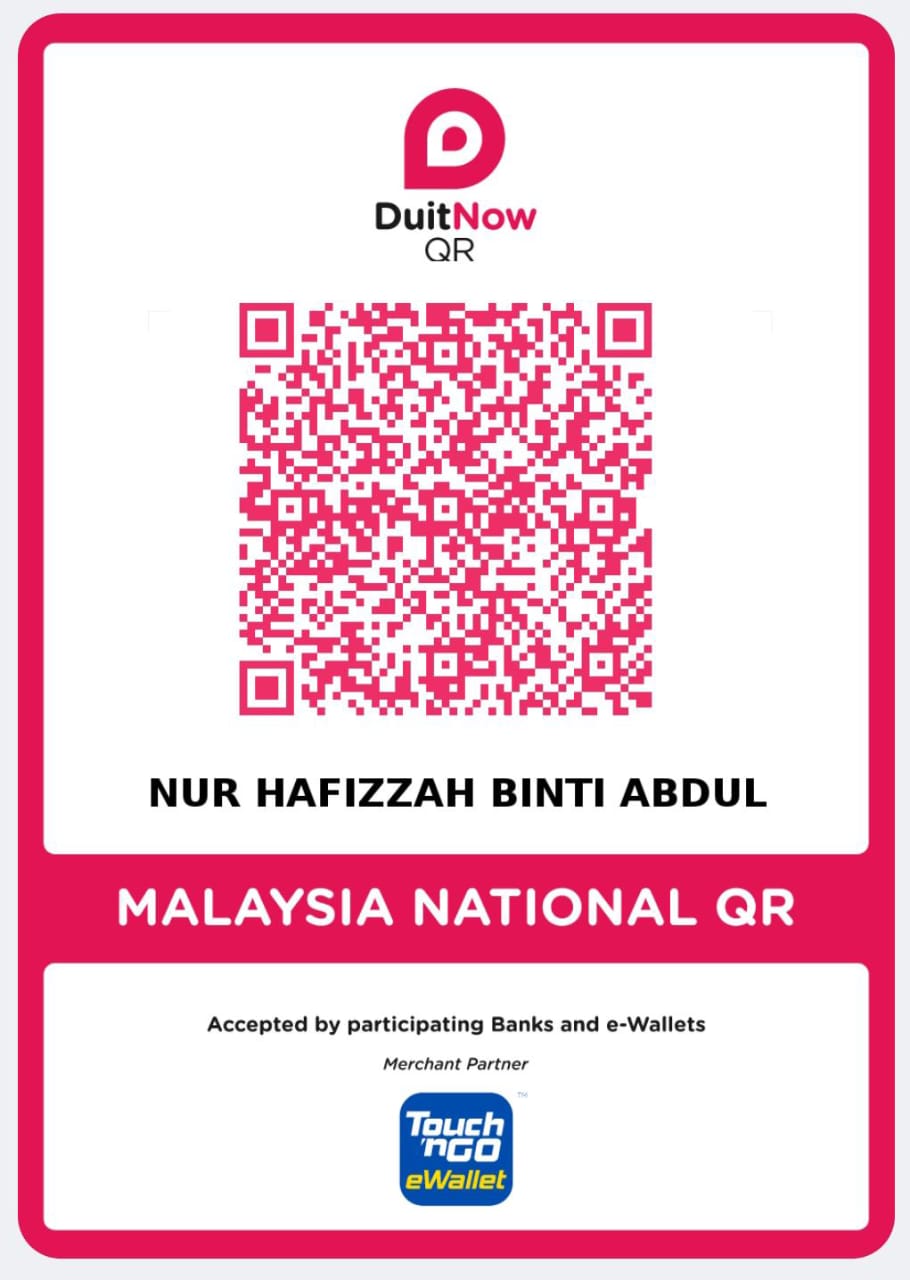 DuitNow
QR
NUR HAFIZZAH BINTI ABDUL
MALAYSIA NATIONAL QR
Accepted by participating Banks and e-Wallets
Merchant Partner
TM
Touch
'nGO
eWallet